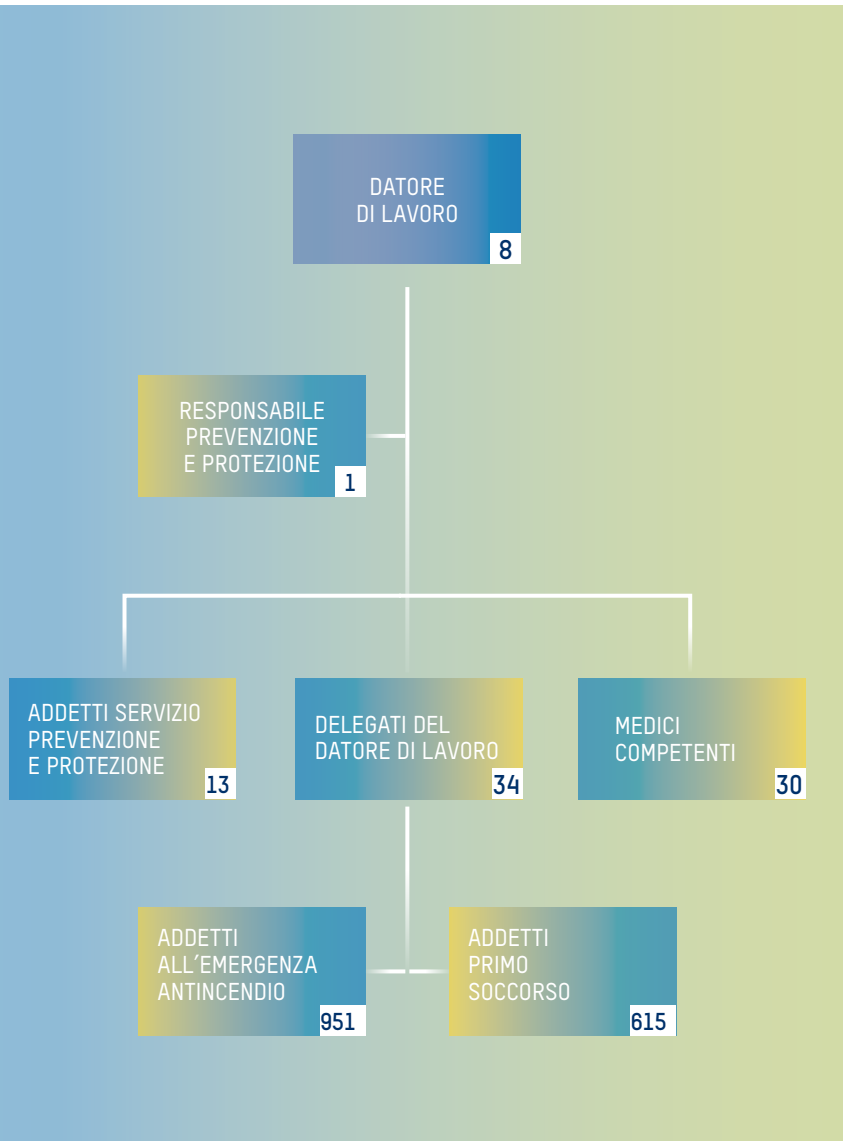 DATORE
DI LAVORO
8
RESPONSABILE
PREVENZIONE
E PROTEZIONE
1
ADDETTI SERVIZIO
PREVENZIONE
E PROTEZIONE
13
DELEGATI DEL
DATORE DI LAVORO
34
MEDICI
COMPETENTI
30
ADDETTI
ALL'EMERGENZA
ANTINCENDIO
951
ADDETTI
PRIMO
SOCCORSO
615